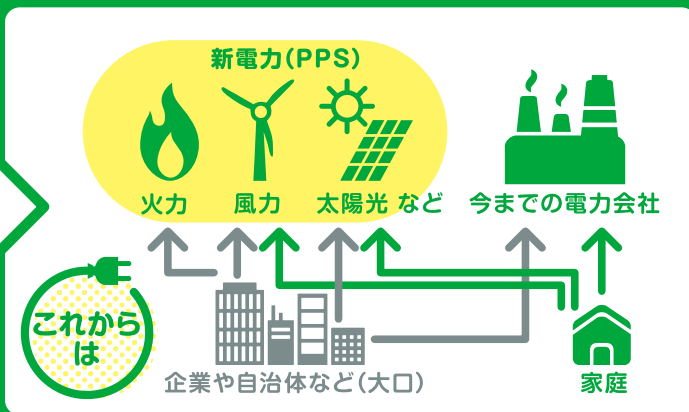 新電力(PPS)
火力
風力
太陽光 など
今までの電力会社
これから
は
企業や自治体など(大口)
家庭